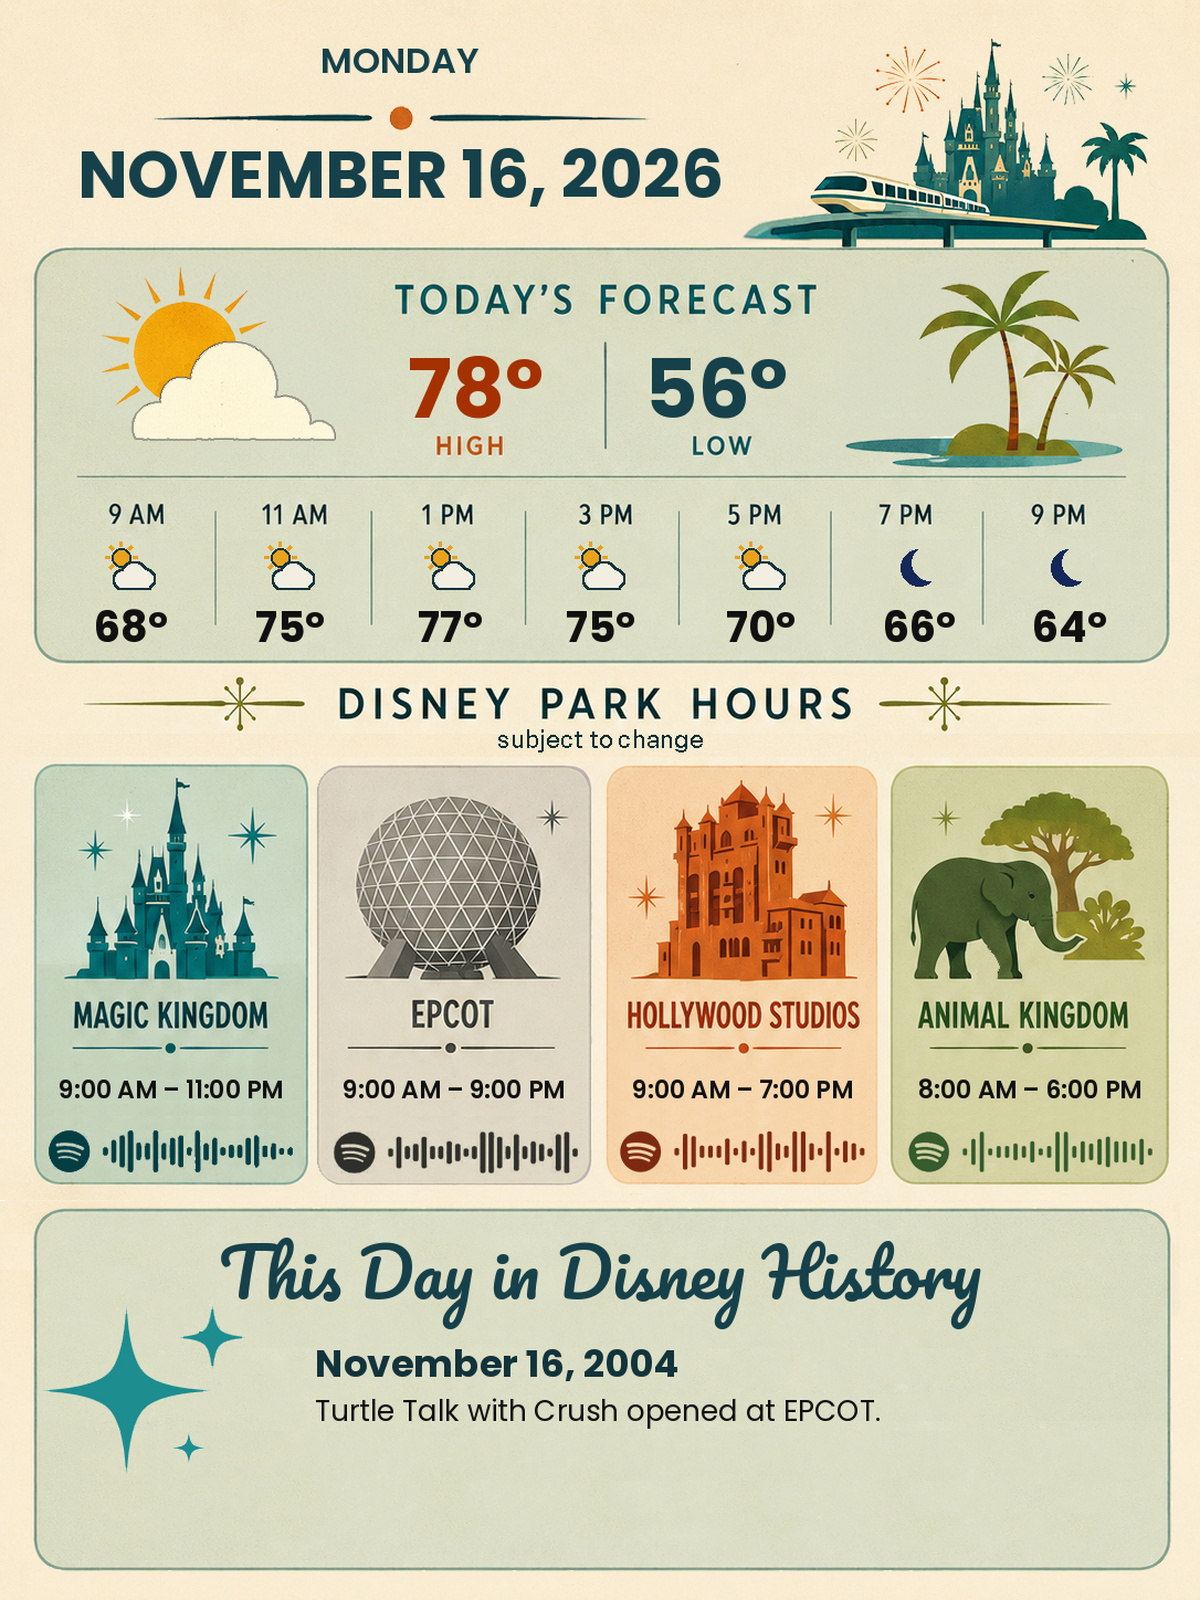 MONDAY
NOVEMBER 16, 2026
TODAY'S FORECAST
78° 56°
HIGH LOW
9 AM 11 AM 1 PM 3 PM 5 PM 7 PM 9 PM
68° 75° 77° 75° 70° 66° 64°
DISNEY PARK HOURS
subject to change
MAGIC KINGDOM EPCOT HOLLYWOOD STUDIOS ANIMAL KINGDOM
9:00 AM – 11:00 PM 9:00 AM – 9:00 PM 9:00 AM – 7:00 PM 8:00 AM – 6:00 PM
This Day in Disney History
November 16, 2004
Turtle Talk with Crush opened at EPCOT.